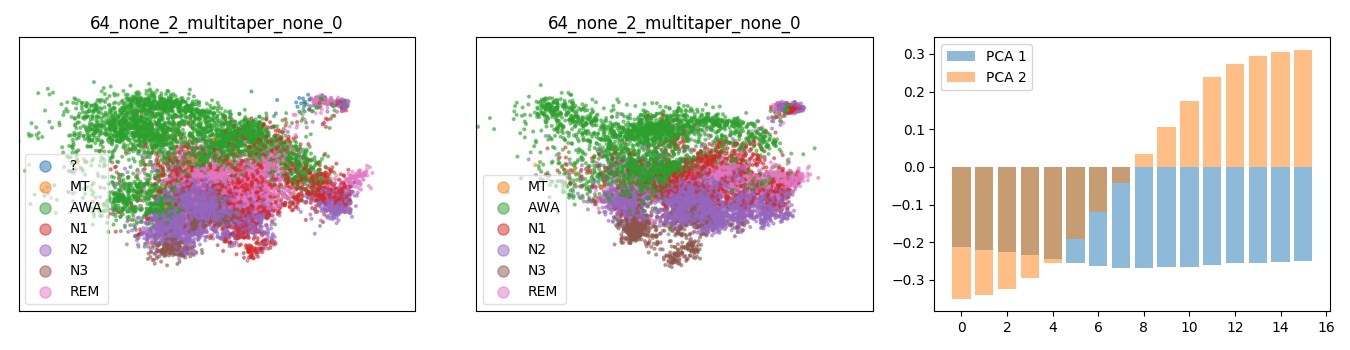 64_none_2_multitaper_none_0
?
MT
AWA
N1
N2
N3
REM
64_none_2_multitaper_none_0
MT
AWA
N1
N2
N3
REM
PCA 1
PCA 2
0.3
0.2
0.1
0.0
−0.1
−0.2
−0.3
0 2 4 6 8 10 12 14 16